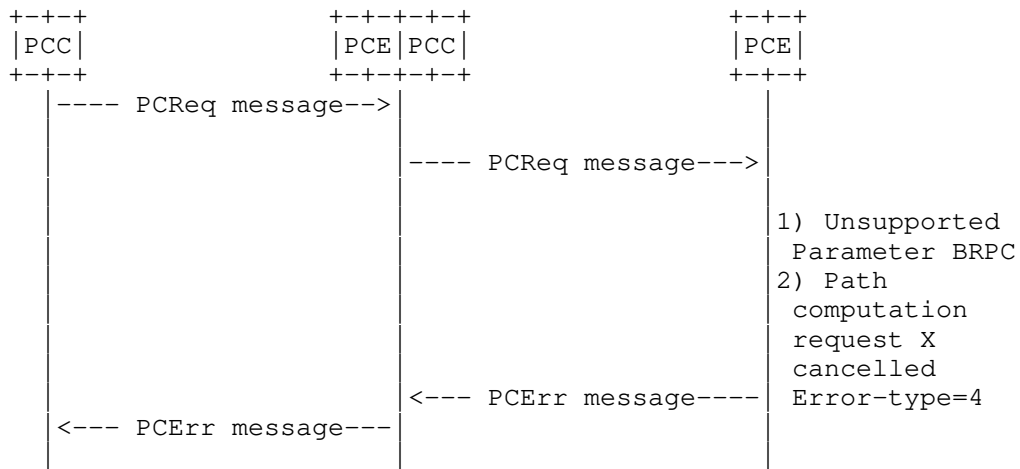 +-+-+                +-+-+-+-+                +-+-+
|PCC|                |PCE|PCC|                |PCE|
+-+-+                +-+-+-+-+                +-+-+
|---- PCReq message-->|
|---- PCReq message--->|
1) Unsupported
Parameter BRPC
2) Path
computation
request X
cancelled
|<--- PCErr message----| Error-type=4
|<--- PCErr message---|